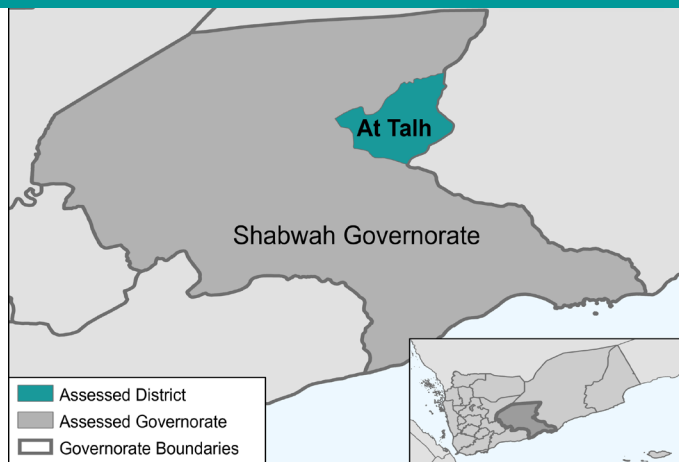 At Talh
Shabwah Governorate
Assessed District
Assessed Governorate
Governorate Boundaries